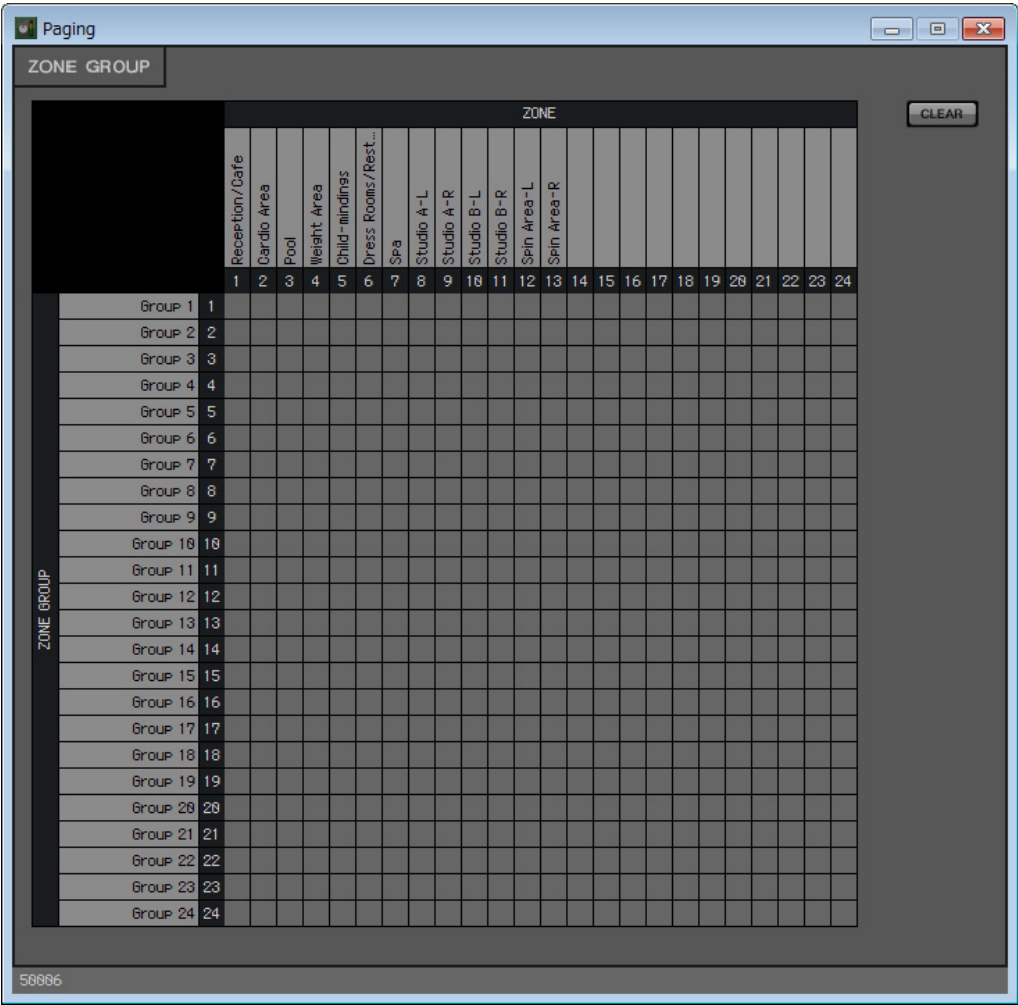 Paging
ZONE GROUP
ZONE
CLEAR
Reception/Cafe
Cardio Area
Pool
Weight Area
Child-mindings
Dress Rooms/Rest...
Spa
Studio A-L
Studio A-R
Studio B-L
Studio B-R
Spin Area-L
Spin Area-R
1 2 3 4 5 6 7 8 9 10 11 12 13 14 15 16 17 18 19 20 21 22 23 24
ZONE GROUP
Group 1 1
Group 2 2
Group 3 3
Group 4 4
Group 5 5
Group 6 6
Group 7 7
Group 8 8
Group 9 9
Group 10 10
Group 11 11
Group 12 12
Group 13 13
Group 14 14
Group 15 15
Group 16 16
Group 17 17
Group 18 18
Group 19 19
Group 20 20
Group 21 21
Group 22 22
Group 23 23
Group 24 24
50006